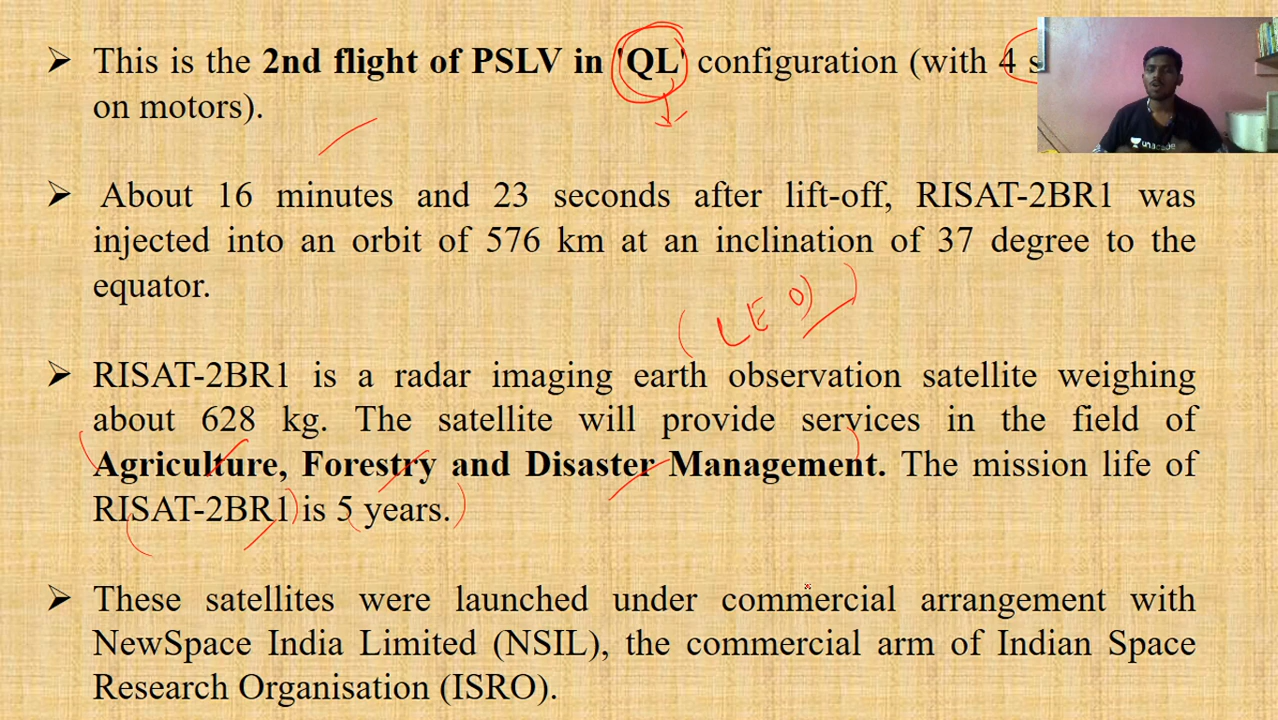 ➢ This is the 2nd flight of PSLV in 'QL' configuration (with 4 s
on motors).
➢ About 16 minutes and 23 seconds after lift-off, RISAT-2BR1 was
injected into an orbit of 576 km at an inclination of 37 degree to the
equator.
(LEO)
➢ RISAT-2BR1 is a radar imaging earth observation satellite weighing
about 628 kg. The satellite will provide services in the field of
Agriculture, Forestry and Disaster Management. The mission life of
RISAT-2BR1 is 5 years.
➢ These satellites were launched under commercial arrangement with
NewSpace India Limited (NSIL), the commercial arm of Indian Space
Research Organisation (ISRO).